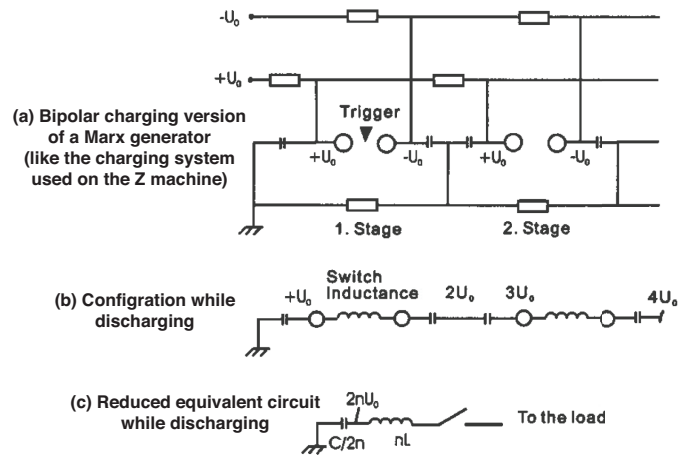 -U₀
+U₀
(a) Bipolar charging version
of a Marx generator
(like the charging system
used on the Z machine)
Trigger
+U₀ -U₀ +U₀ -U₀
1. Stage 2. Stage
(b) Configration while
discharging
+U₀
Switch
Inductance
2U₀ 3U₀ 4U₀
(c) Reduced equivalent circuit
while discharging
2nU₀
C/2n nL
To the load